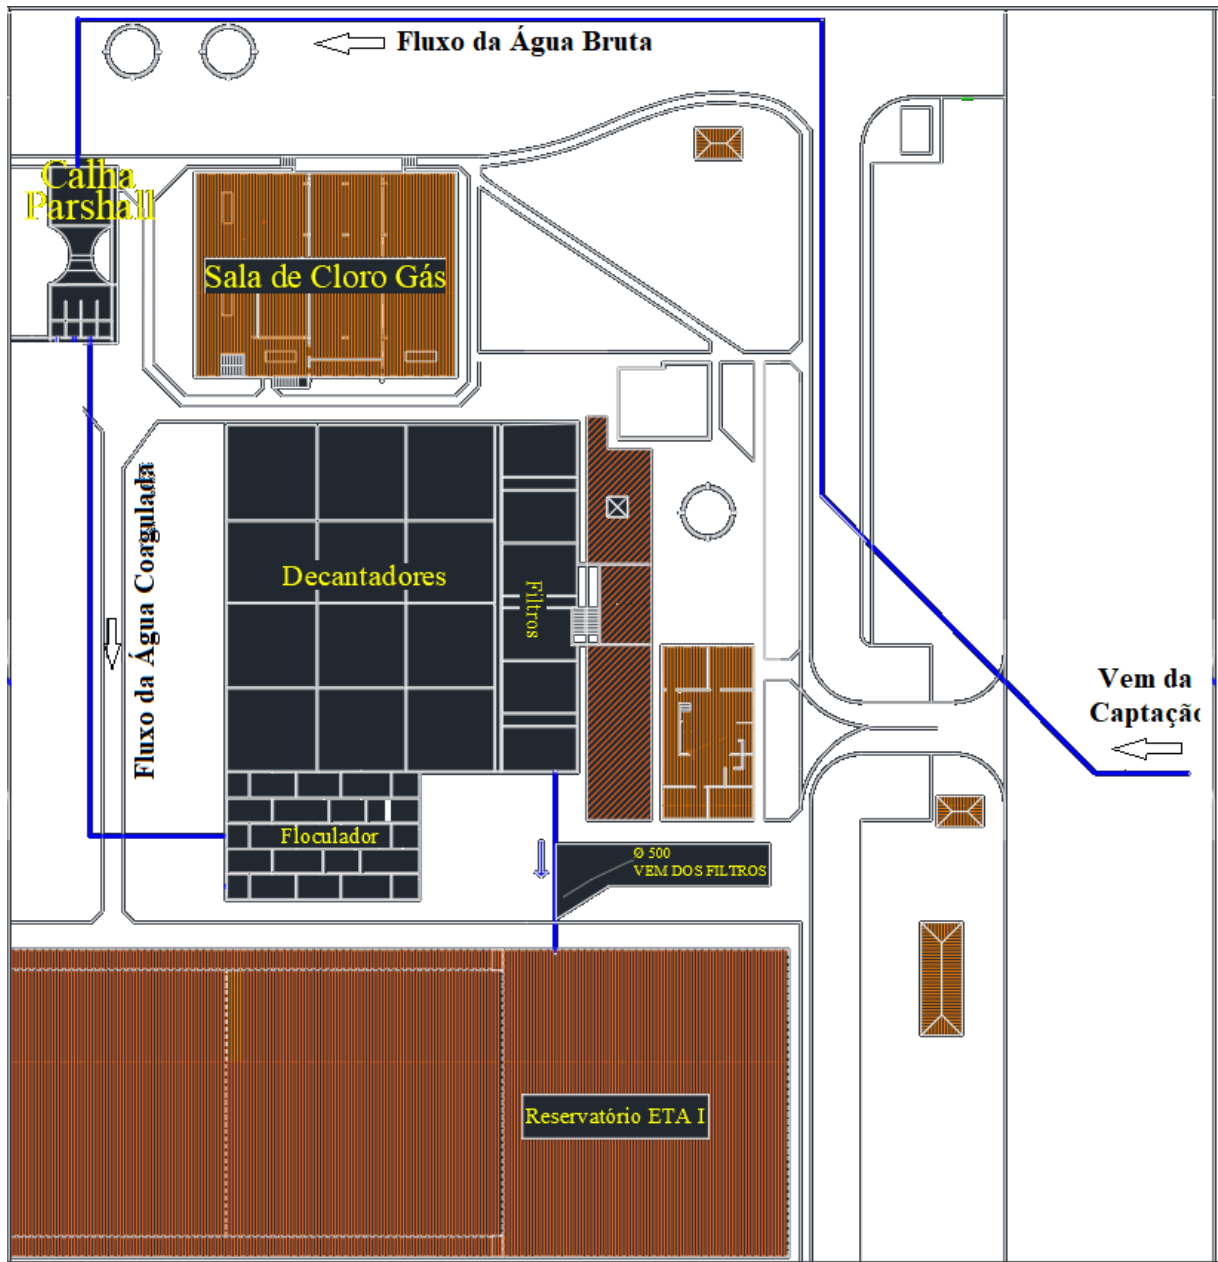 Fluxo da Água Bruta
Calha
Parshall
Sala de Cloro Gás
Fluxo da Água Coagulada
Decantadores
Filtros
Vem da
Captação
Floculador
Ø 500
VEM DOS FILTROS
Reservatório ETA I